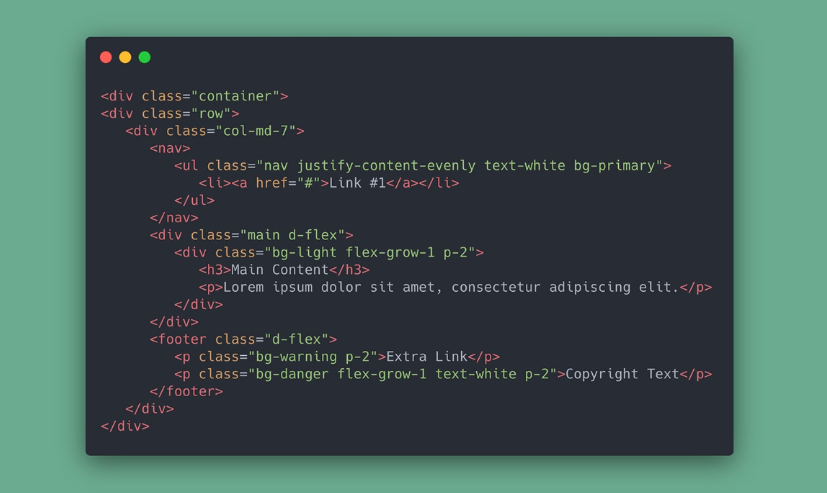 <div class="container">
<div class="row">
   <div class="col-md-7">
      <nav>
         <ul class="nav justify-content-evenly text-white bg-primary">
            <li><a href="#">Link #1</a></li>
         </ul>
      </nav>
      <div class="main d-flex">
         <div class="bg-light flex-grow-1 p-2">
            <h3>Main Content</h3>
            <p>Lorem ipsum dolor sit amet, consectetur adipiscing elit.</p>
         </div>
      </div>
      <footer class="d-flex">
         <p class="bg-warning p-2">Extra Link</p>
         <p class="bg-danger flex-grow-1 text-white p-2">Copyright Text</p>
      </footer>
   </div>
</div>